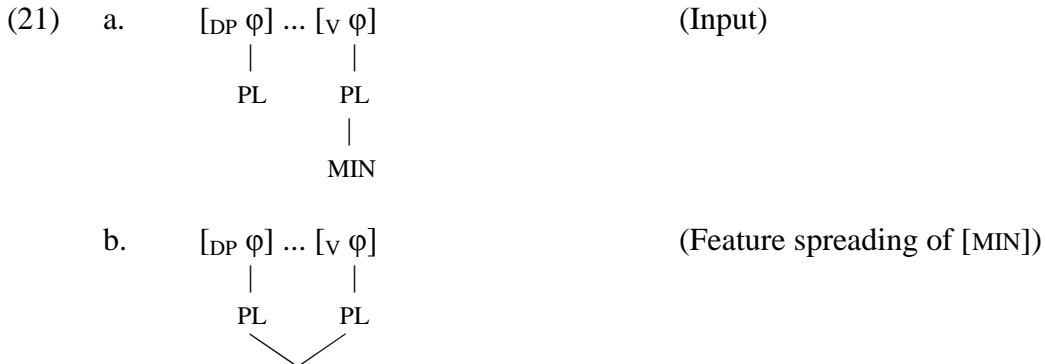 (21) a. [DP φ] ... [V φ] (Input)
PL PL
MIN
b. [DP φ] ... [V φ] (Feature spreading of [MIN])
PL PL